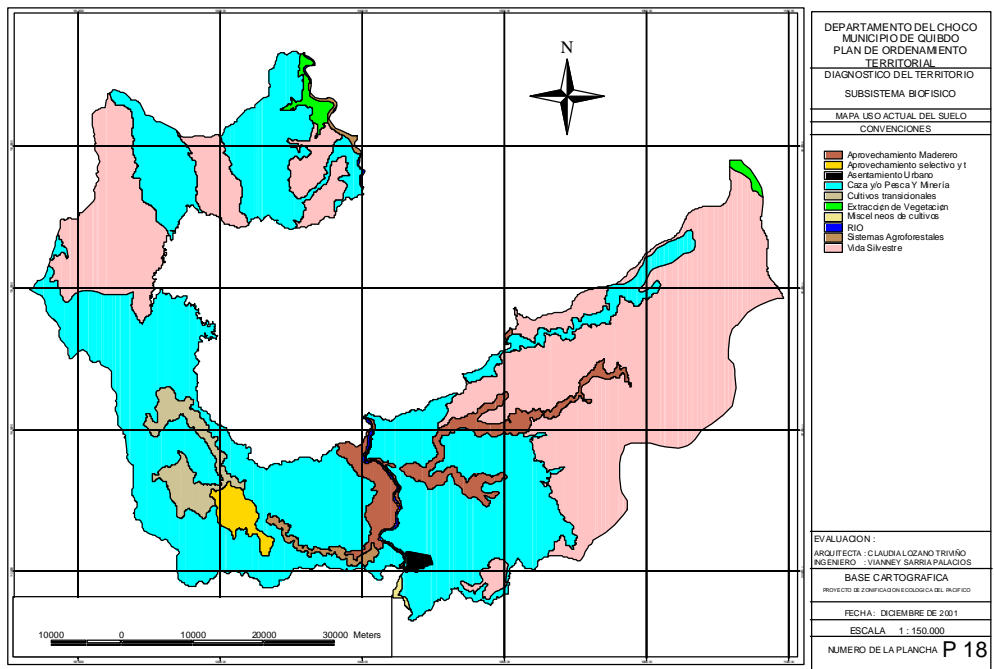 DEPARTAMENTO DEL CHOCO
MUNICIPIO DE QUIBDO
PLAN DE ORDENAMIENTO
TERRITORIAL
DIAGNOSTICO DEL TERRITORIO
SUBSISTEMA BIOFISICO
MAPA USO ACTUAL DEL SUELO
CONVENCIONES
Aprovechamiento Maderero
Aprovechamiento selectivo y t
Asentamiento Urbano
Caza y/o Pesca Y Minería
Cultivos transicionales
Extracción de Vegetación
Miscel neos de cultivos
RIO
Sistemas Agroforestales
Vida Silvestre
N
10000 0 10000 20000 30000 Meters
EVALUACION :
ARQUITECTA : CLAUDIA LOZANO TRIVIÑO
INGENIERO : VIANNEY SARRIA PALACIOS
BASE CARTOGRAFICA
PROYECTO DE ZONIFICACION ECOLOGICA DEL PACIFICO
FECHA : DICIEMBRE DE 2001
ESCALA 1 : 150.000
NUMERO DE LA PLANCHA P 18